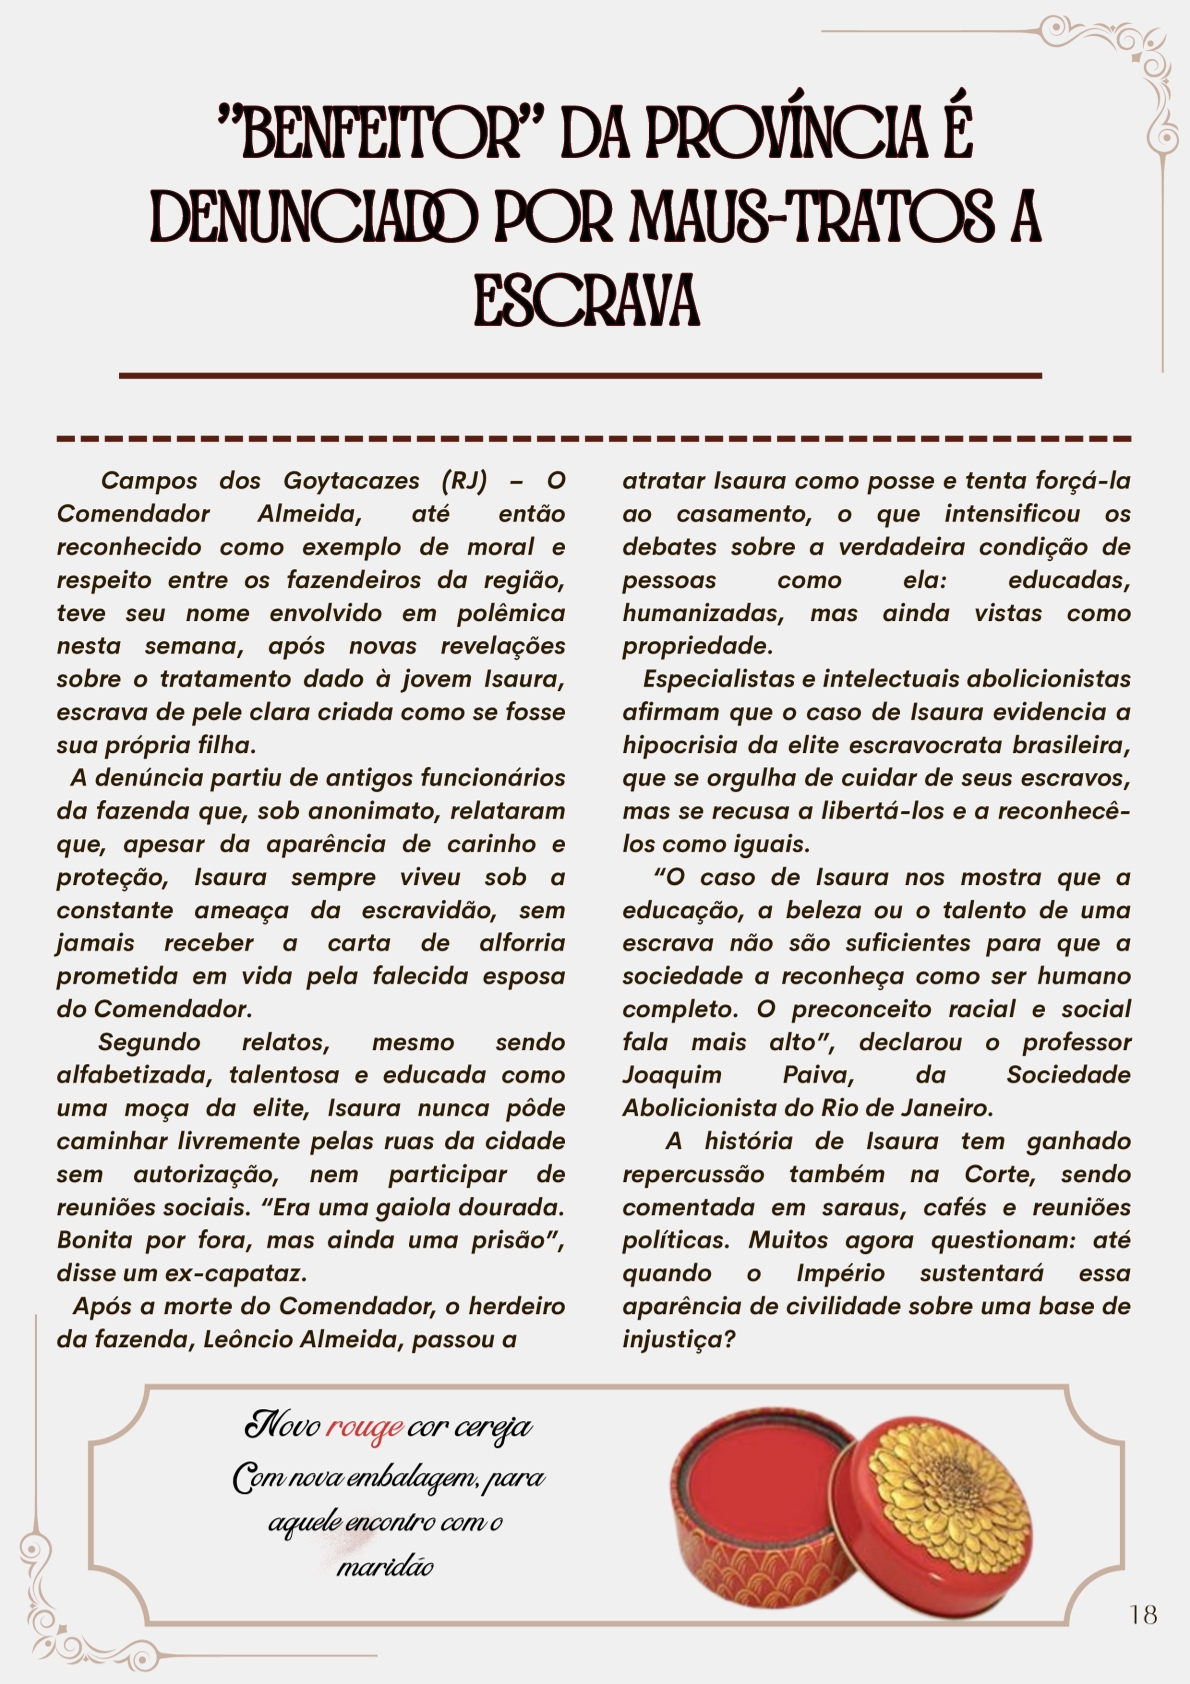 ”BENFEITOR” DA PROVÍNCIA É
DENUNCIADO POR MAUS-TRATOS A
ESCRAVA
Campos dos Goytacazes (RJ) – O
Comendador Almeida, até então
reconhecido como exemplo de moral e
respeito entre os fazendeiros da região,
teve seu nome envolvido em polêmica
nesta semana, após novas revelações
sobre o tratamento dado à jovem Isaura,
escrava de pele clara criada como se fosse
sua própria filha.
A denúncia partiu de antigos funcionários
da fazenda que, sob anonimato, relataram
que, apesar da aparência de carinho e
proteção, Isaura sempre viveu sob a
constante ameaça da escravidão, sem
jamais receber a carta de alforria
prometida em vida pela falecida esposa
do Comendador.
Segundo relatos, mesmo sendo
alfabetizada, talentosa e educada como
uma moça da elite, Isaura nunca pôde
caminhar livremente pelas ruas da cidade
sem autorização, nem participar de
reuniões sociais. “Era uma gaiola dourada.
Bonita por fora, mas ainda uma prisão”,
disse um ex-capataz.
Após a morte do Comendador, o herdeiro
da fazenda, Leôncio Almeida, passou a
atratar Isaura como posse e tenta forçá-la
ao casamento, o que intensificou os
debates sobre a verdadeira condição de
pessoas como ela: educadas,
humanizadas, mas ainda vistas como
propriedade.
Especialistas e intelectuais abolicionistas
afirmam que o caso de Isaura evidencia a
hipocrisia da elite escravocrata brasileira,
que se orgulha de cuidar de seus escravos,
mas se recusa a libertá-los e a reconhecê-
los como iguais.
“O caso de Isaura nos mostra que a
educação, a beleza ou o talento de uma
escrava não são suficientes para que a
sociedade a reconheça como ser humano
completo. O preconceito racial e social
fala mais alto”, declarou o professor
Joaquim Paiva, da Sociedade
Abolicionista do Rio de Janeiro.
A história de Isaura tem ganhado
repercussão também na Corte, sendo
comentada em saraus, cafés e reuniões
políticas. Muitos agora questionam: até
quando o Império sustentará essa
aparência de civilidade sobre uma base de
injustiça?
Novo rouge cor cereja
Com nova embalagem, para
aquele encontro com o
maridão
18